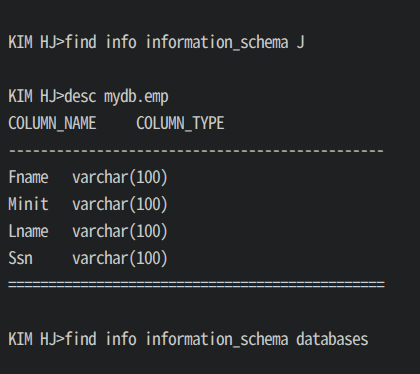 KIM HJ>find info information_schema J
KIM HJ>desc mydb.emp
COLUMN_NAME     COLUMN_TYPE
-----------------------------------------------
Fname   varchar(100)
Minit   varchar(100)
Lname   varchar(100)
Ssn     varchar(100)
===============================================
KIM HJ>find info information_schema databases